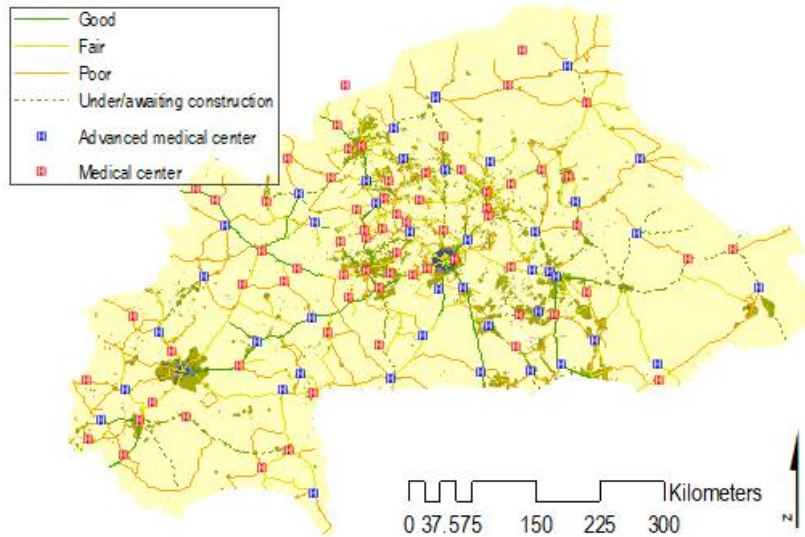 Good
Fair
Poor
Under/awaiting construction
H Advanced medical center
H Medical center
Kilometers
0 37.575 150 225 300
N